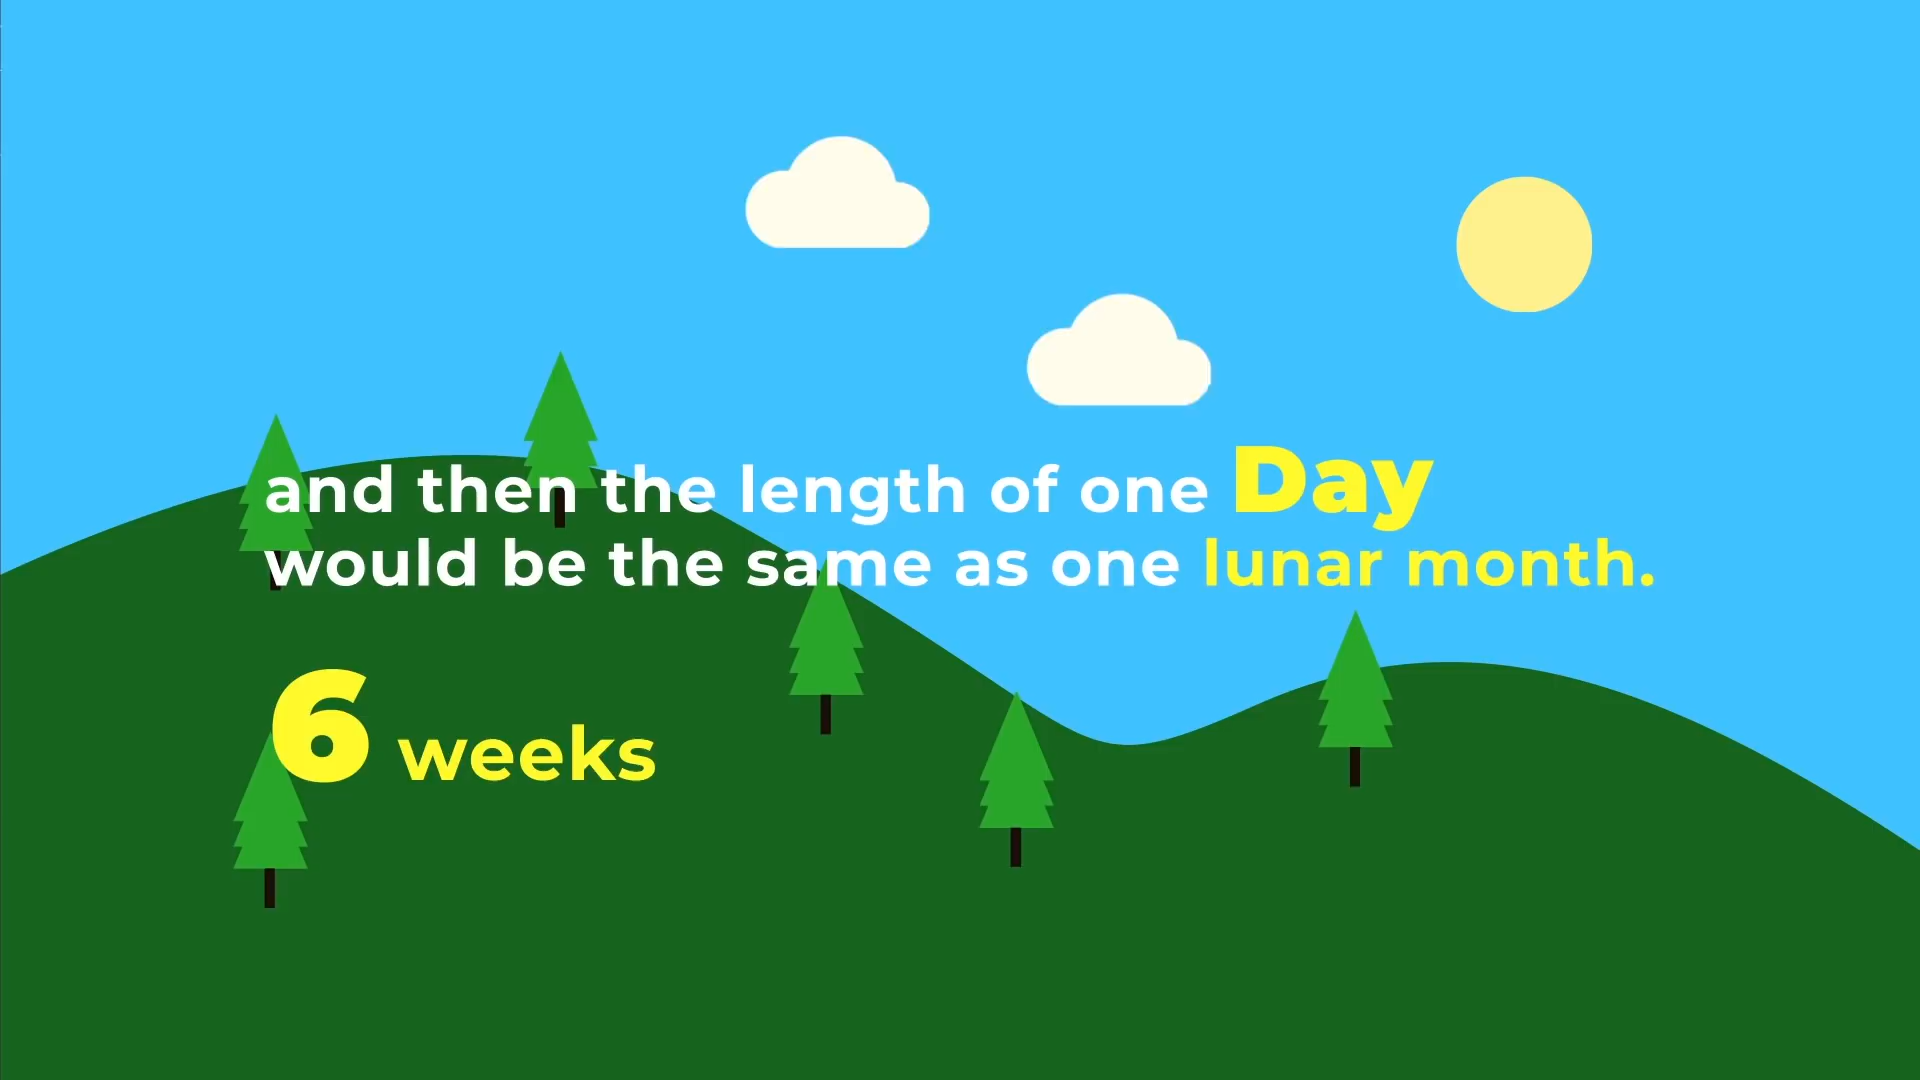 and then the length of one Day
would be the same as one lunar month.
6 weeks